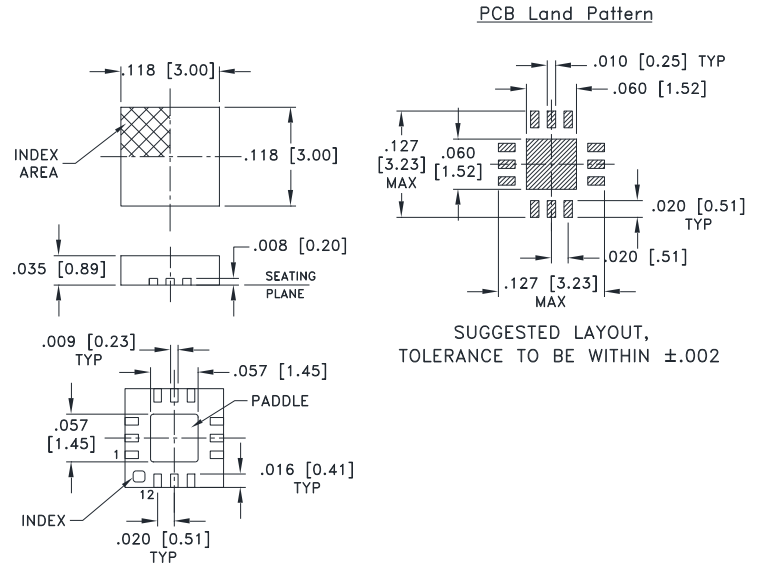 PCB Land Pattern
.118 [3.00]
INDEX
AREA
.118 [3.00]
.035 [0.89]
.008 [0.20]
SEATING
PLANE
.009 [0.23]
TYP
.057 [1.45]
PADDLE
.057
[1.45]
1
12
.016 [0.41]
TYP
INDEX
.020 [0.51]
TYP
.010 [0.25] TYP
.060 [1.52]
.127
[3.23]
MAX
.060
[1.52]
.020 [0.51]
TYP
.020 [.51]
.127 [3.23]
MAX
SUGGESTED LAYOUT,
TOLERANCE TO BE WITHIN ±.002